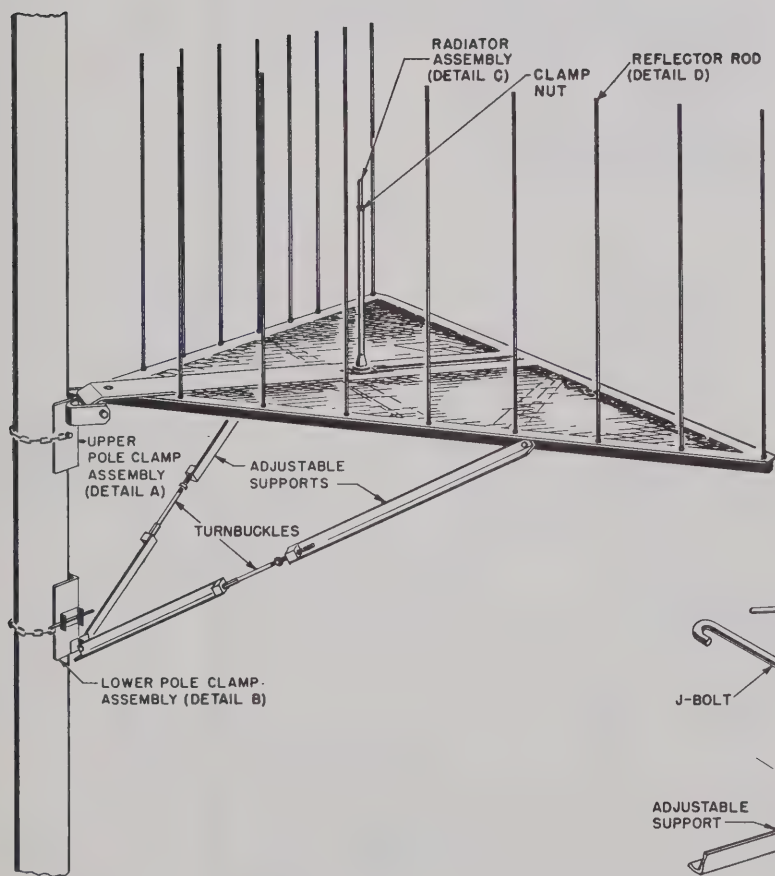 RADIATOR
ASSEMBLY
(DETAIL C)
CLAMP
NUT
REFLECTOR ROD
(DETAIL D)
UPPER
POLE CLAMP
ASSEMBLY
(DETAIL A)
ADJUSTABLE
SUPPORTS
TURNBUCKLES
LOWER POLE CLAMP
ASSEMBLY (DETAIL B)
J-BOLT
ADJUSTABLE
SUPPORT